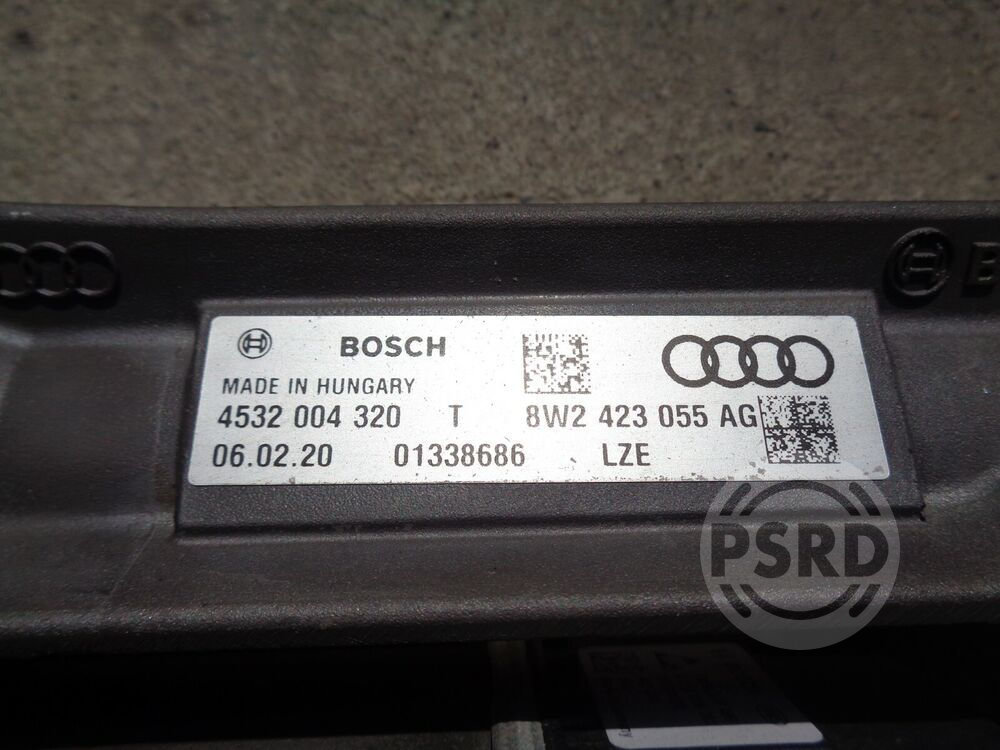 BOSCH
MADE IN HUNGARY
4532 004 320 T 8W2 423 055 AG
06.02.20 01338686 LZE
PSRD